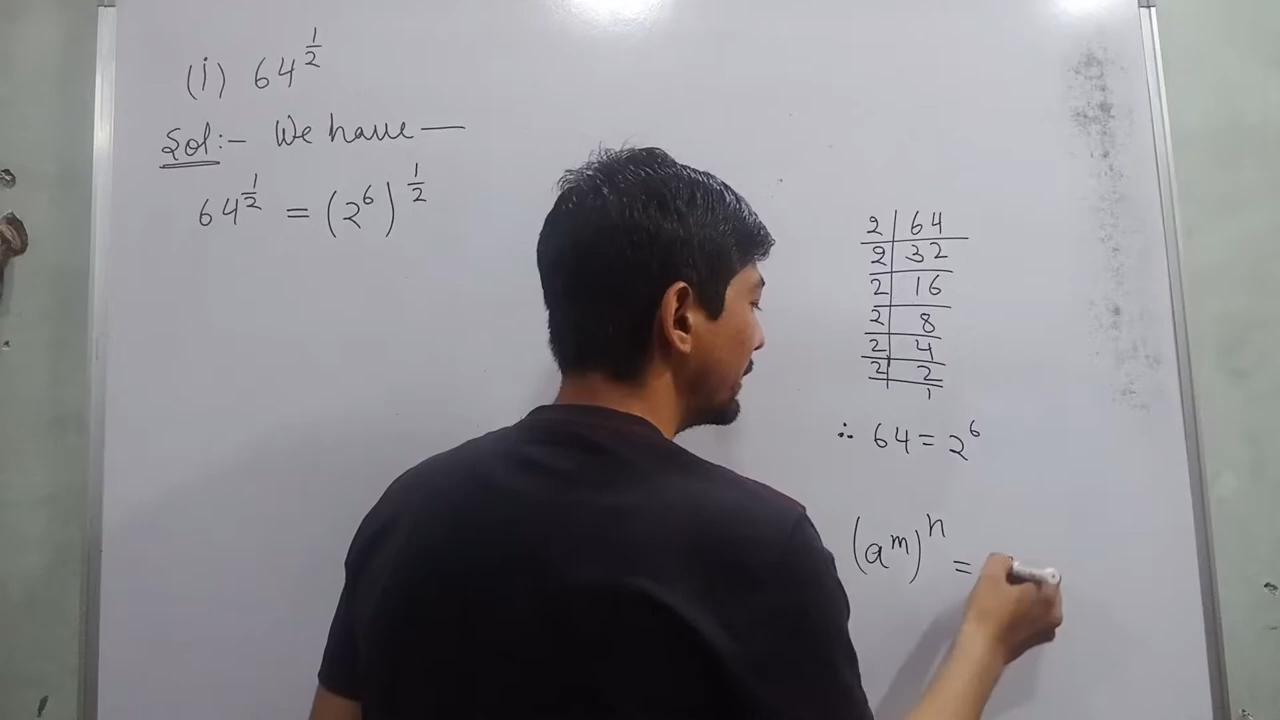 (i) 64^{1/2}
Sol:- We have —
64^{1/2} = (2^6)^{1/2}
2 | 64
2 | 32
2 | 16
2 | 8
2 | 4
2 | 2
1
∴ 64 = 2^6
(a^m)^n =